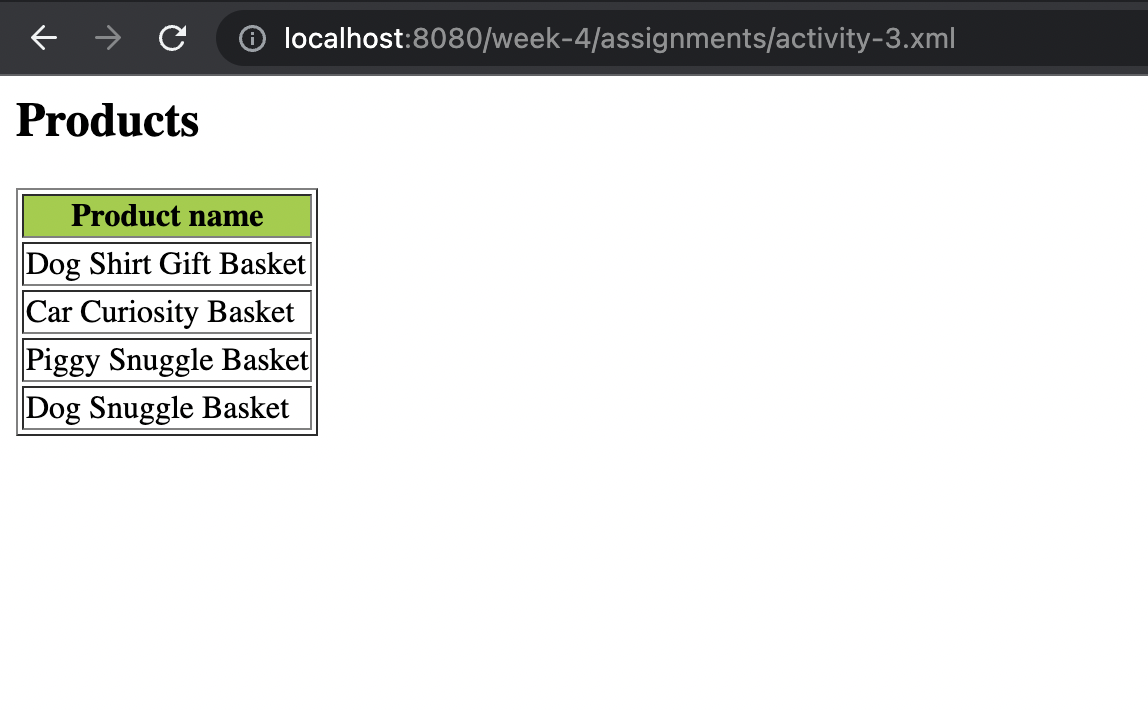 localhost:8080/week-4/assignments/activity-3.xml
Products
Product name
Dog Shirt Gift Basket
Car Curiosity Basket
Piggy Snuggle Basket
Dog Snuggle Basket